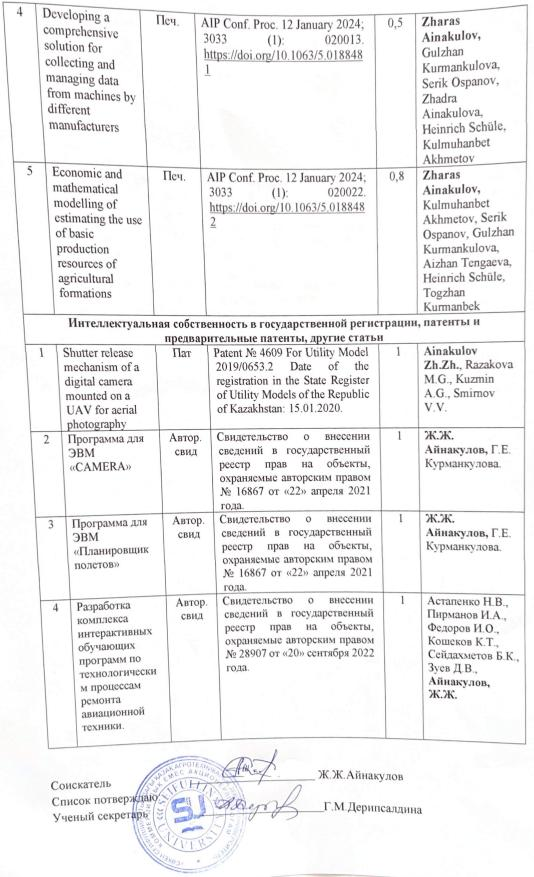 4 Developing a comprehensive solution for collecting and managing data from machines by different manufacturers Печ. AIP Conf. Proc. 12 January 2024; 3033 (1): 020013. https://doi.org/10.1063/5.0188481 0,5 Zharas Ainakulov, Gulzhan Kurmankulova, Serik Ospanov, Zhadra Ainakulova, Heinrich Schüle, Kulmuhanbet Akhmetov
5 Economic and mathematical modelling of estimating the use of basic production resources of agricultural formations Печ. AIP Conf. Proc. 12 January 2024; 3033 (1): 020022. https://doi.org/10.1063/5.0188482 0,8 Zharas Ainakulov, Kulmuhanbet Akhmetov, Serik Ospanov, Gulzhan Kurmankulova, Aizhan Tengaeva, Heinrich Schüle, Togzhan Kurmanbek
Интеллектуальная собственность в государственной регистрации, патенты и
предварительные патенты, другие статьи
1 Shutter release mechanism of a digital camera mounted on a UAV for aerial photography Пат Patent № 4609 For Utility Model 2019/0653.2 Date of the registration in the State Register of Utility Models of the Republic of Kazakhstan: 15.01.2020. 1 Ainakulov Zh.Zh., Razakova M.G., Kuzmin A.G., Smirnov V.V.
2 Программа для ЭВМ «CAMERA» Автор. свид Свидетельство о внесении сведений в государственный реестр прав на объекты, охраняемые авторским правом № 16867 от «22» апреля 2021 года. 1 Ж.Ж. Айнакулов, Г.Е. Курманкулова.
3 Программа для ЭВМ «Планировщик полетов» Автор. свид Свидетельство о внесении сведений в государственный реестр прав на объекты, охраняемые авторским правом № 16867 от «22» апреля 2021 года. 1 Ж.Ж. Айнакулов, Г.Е. Курманкулова.
4 Разработка комплекса интерактивных обучающих программ по технологическим процессам ремонта авиационной техники. Автор. свид Свидетельство о внесении сведений в государственный реестр прав на объекты, охраняемые авторским правом № 28907 от «20» сентября 2022 года. 1 Астапенко Н.В., Пирманов И.А., Федоров И.О., Кошеков К.Т., Сейдахметов Б.К., Зуев Д.В., Айнакулов, Ж.Ж.
Соискатель Ж.Ж.Айнакулов
Список потверждаю
Ученый секретарь Г.М.Дерипсалдина
UNIVERSITY